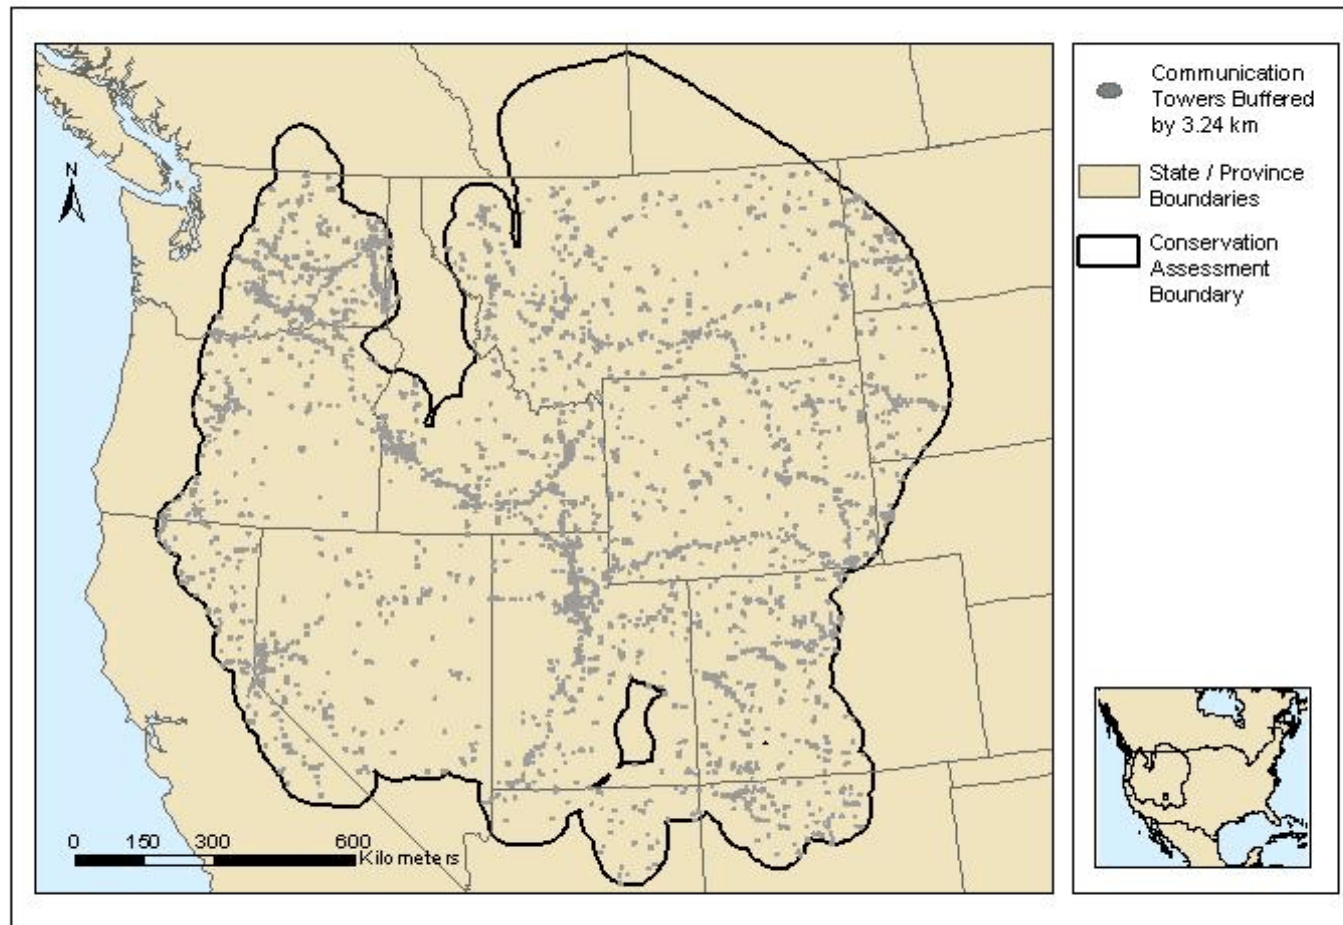 Communication
Towers Buffered
by 3.24 km
State / Province
Boundaries
Conservation
Assessment
Boundary
N
0 150 300 600
Kilometers